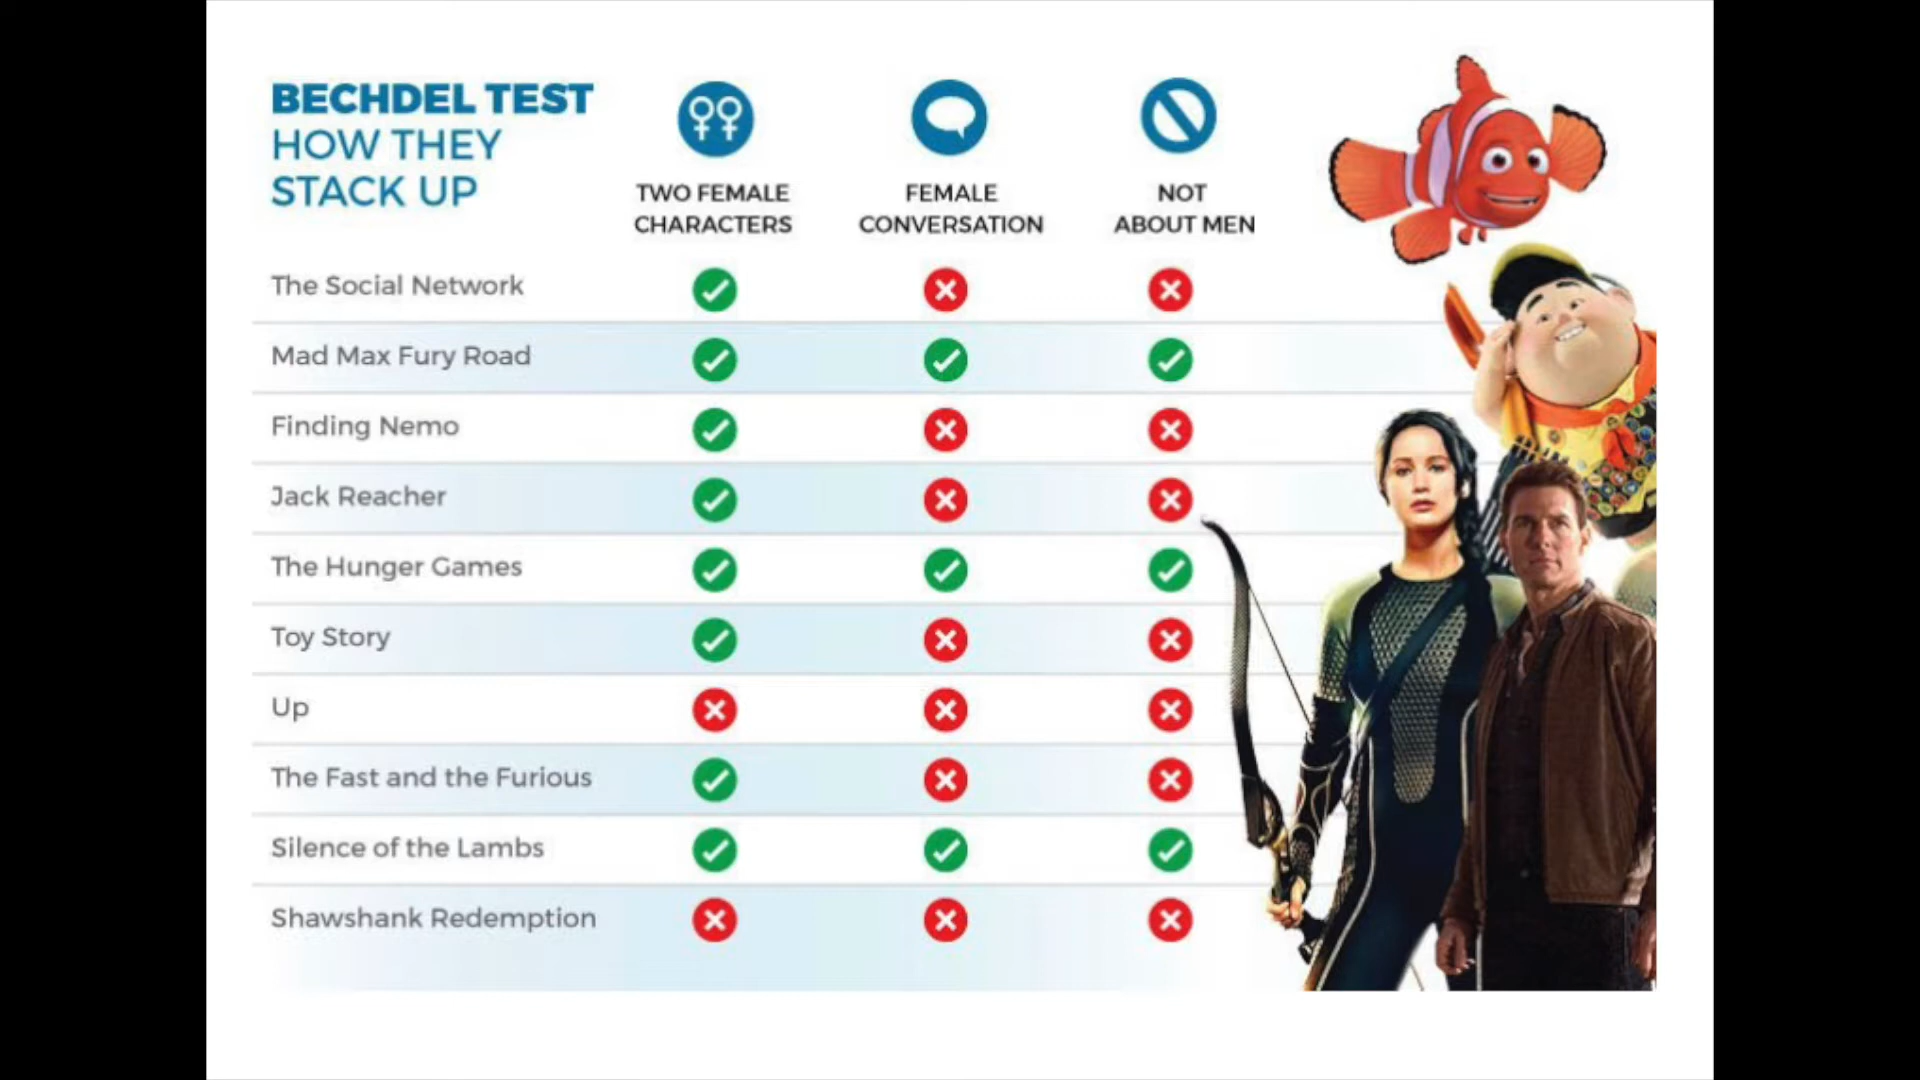 BECHDEL TEST
HOW THEY
STACK UP
TWO FEMALE
CHARACTERS
FEMALE
CONVERSATION
NOT
ABOUT MEN
The Social Network
Mad Max Fury Road
Finding Nemo
Jack Reacher
The Hunger Games
Toy Story
Up
The Fast and the Furious
Silence of the Lambs
Shawshank Redemption